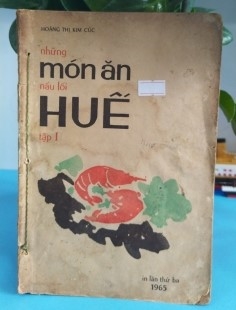 HOÀNG THỊ KIM CÚC
những
món ăn
nấu lối
HUẾ
tập I
in lần thứ ba
1965